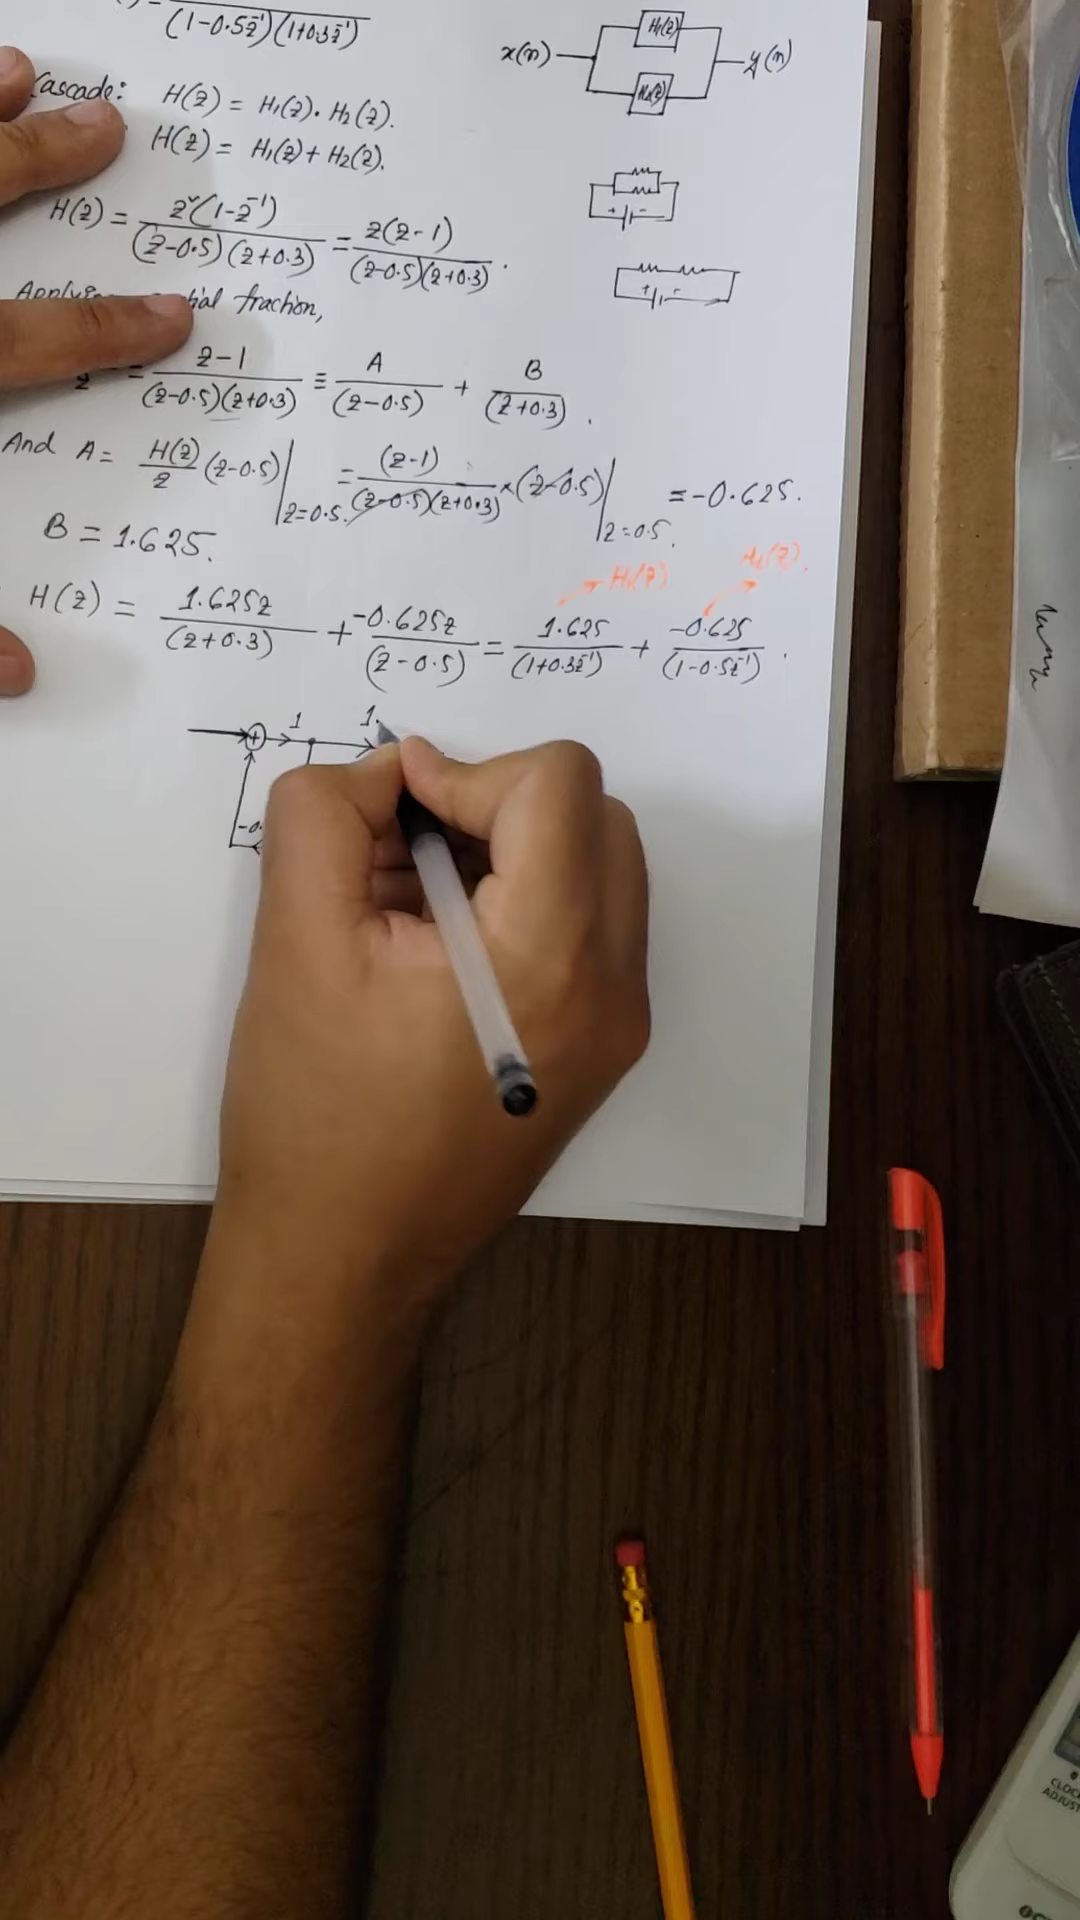 (1-0.5z⁻¹)(1+0.3z⁻¹)
H₁(z)
x(n) y(n)
H₂(z)
Cascade: H(z) = H₁(z). H₂(z).
H(z) = H₁(z) + H₂(z).
H(z) = z²(1-z⁻¹)/(z-0.5)(z+0.3) = z(z-1)/(z-0.5)(z+0.3).
+ -
+ -
fraction,
= z-1/(z-0.5)(z+0.3) ≡ A/(z-0.5) + B/(z+0.3).
And A = H(z)/z (z-0.5)|z=0.5. = (z-1)/(z-0.5)(z+0.3) × (z-0.5)|z=0.5. = -0.625.
B = 1.625.
H₁(z) H₂(z).
H(z) = 1.625z/(z+0.3) + -0.625z/(z-0.5) = 1.625/(1+0.3z⁻¹) + -0.625/(1-0.5z⁻¹).
+ 1 1.
-0.
CLOCK
ADJUST